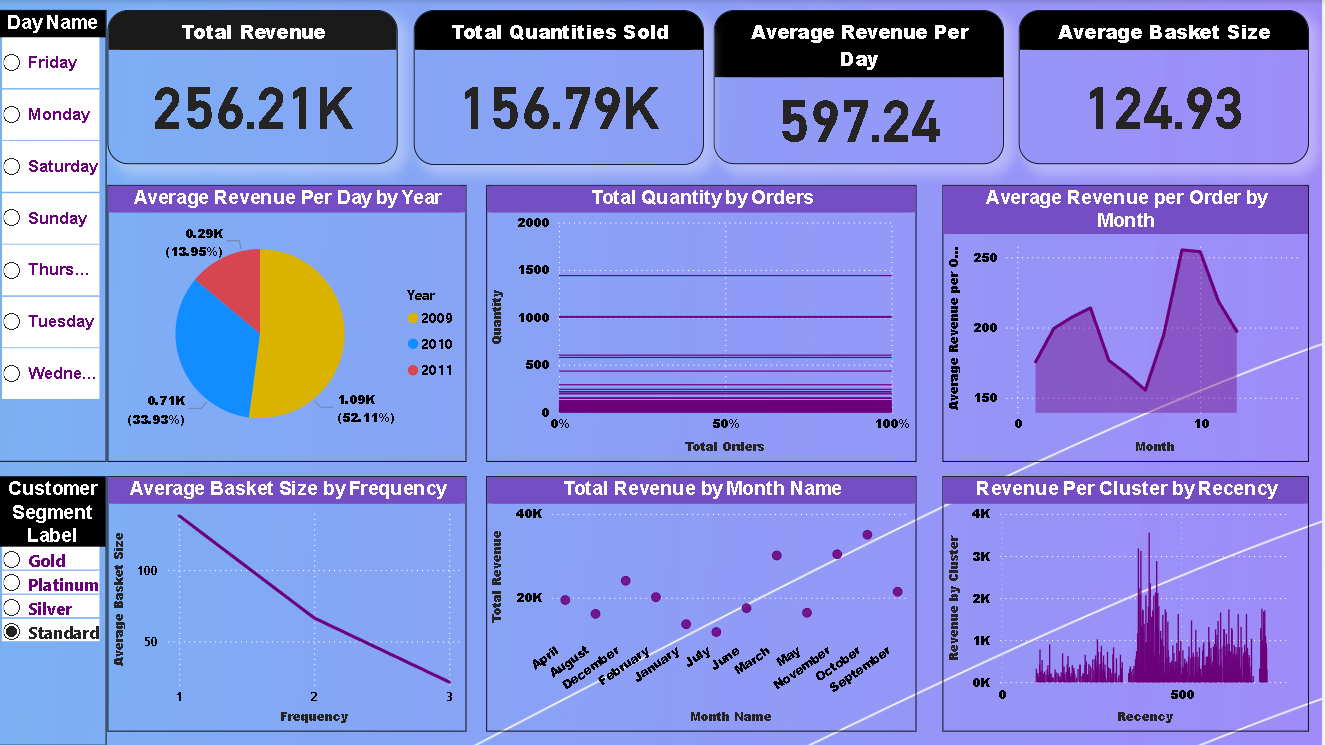 Day Name
Friday
Monday
Saturday
Sunday
Thurs...
Tuesday
Wedne...
Total Revenue
256.21K
Total Quantities Sold
156.79K
Average Revenue Per
Day
597.24
Average Basket Size
124.93
Average Revenue Per Day by Year
0.29K
(13.95%)
0.71K
(33.93%)
1.09K
(52.11%)
Year
2009
2010
2011
Total Quantity by Orders
Quantity
2000
1500
1000
500
0
0%
50%
100%
Total Orders
Average Revenue per Order by
Month
Average Revenue per O...
250
200
150
0
10
Month
Customer
Segment
Label
Gold
Platinum
Silver
Standard
Average Basket Size by Frequency
Average Basket Size
100
50
1
2
3
Frequency
Total Revenue by Month Name
Total Revenue
40K
20K
April
August
December
February
January
July
June
March
May
November
October
September
Month Name
Revenue Per Cluster by Recency
Revenue by Cluster
4K
3K
2K
1K
0K
0
500
Recency